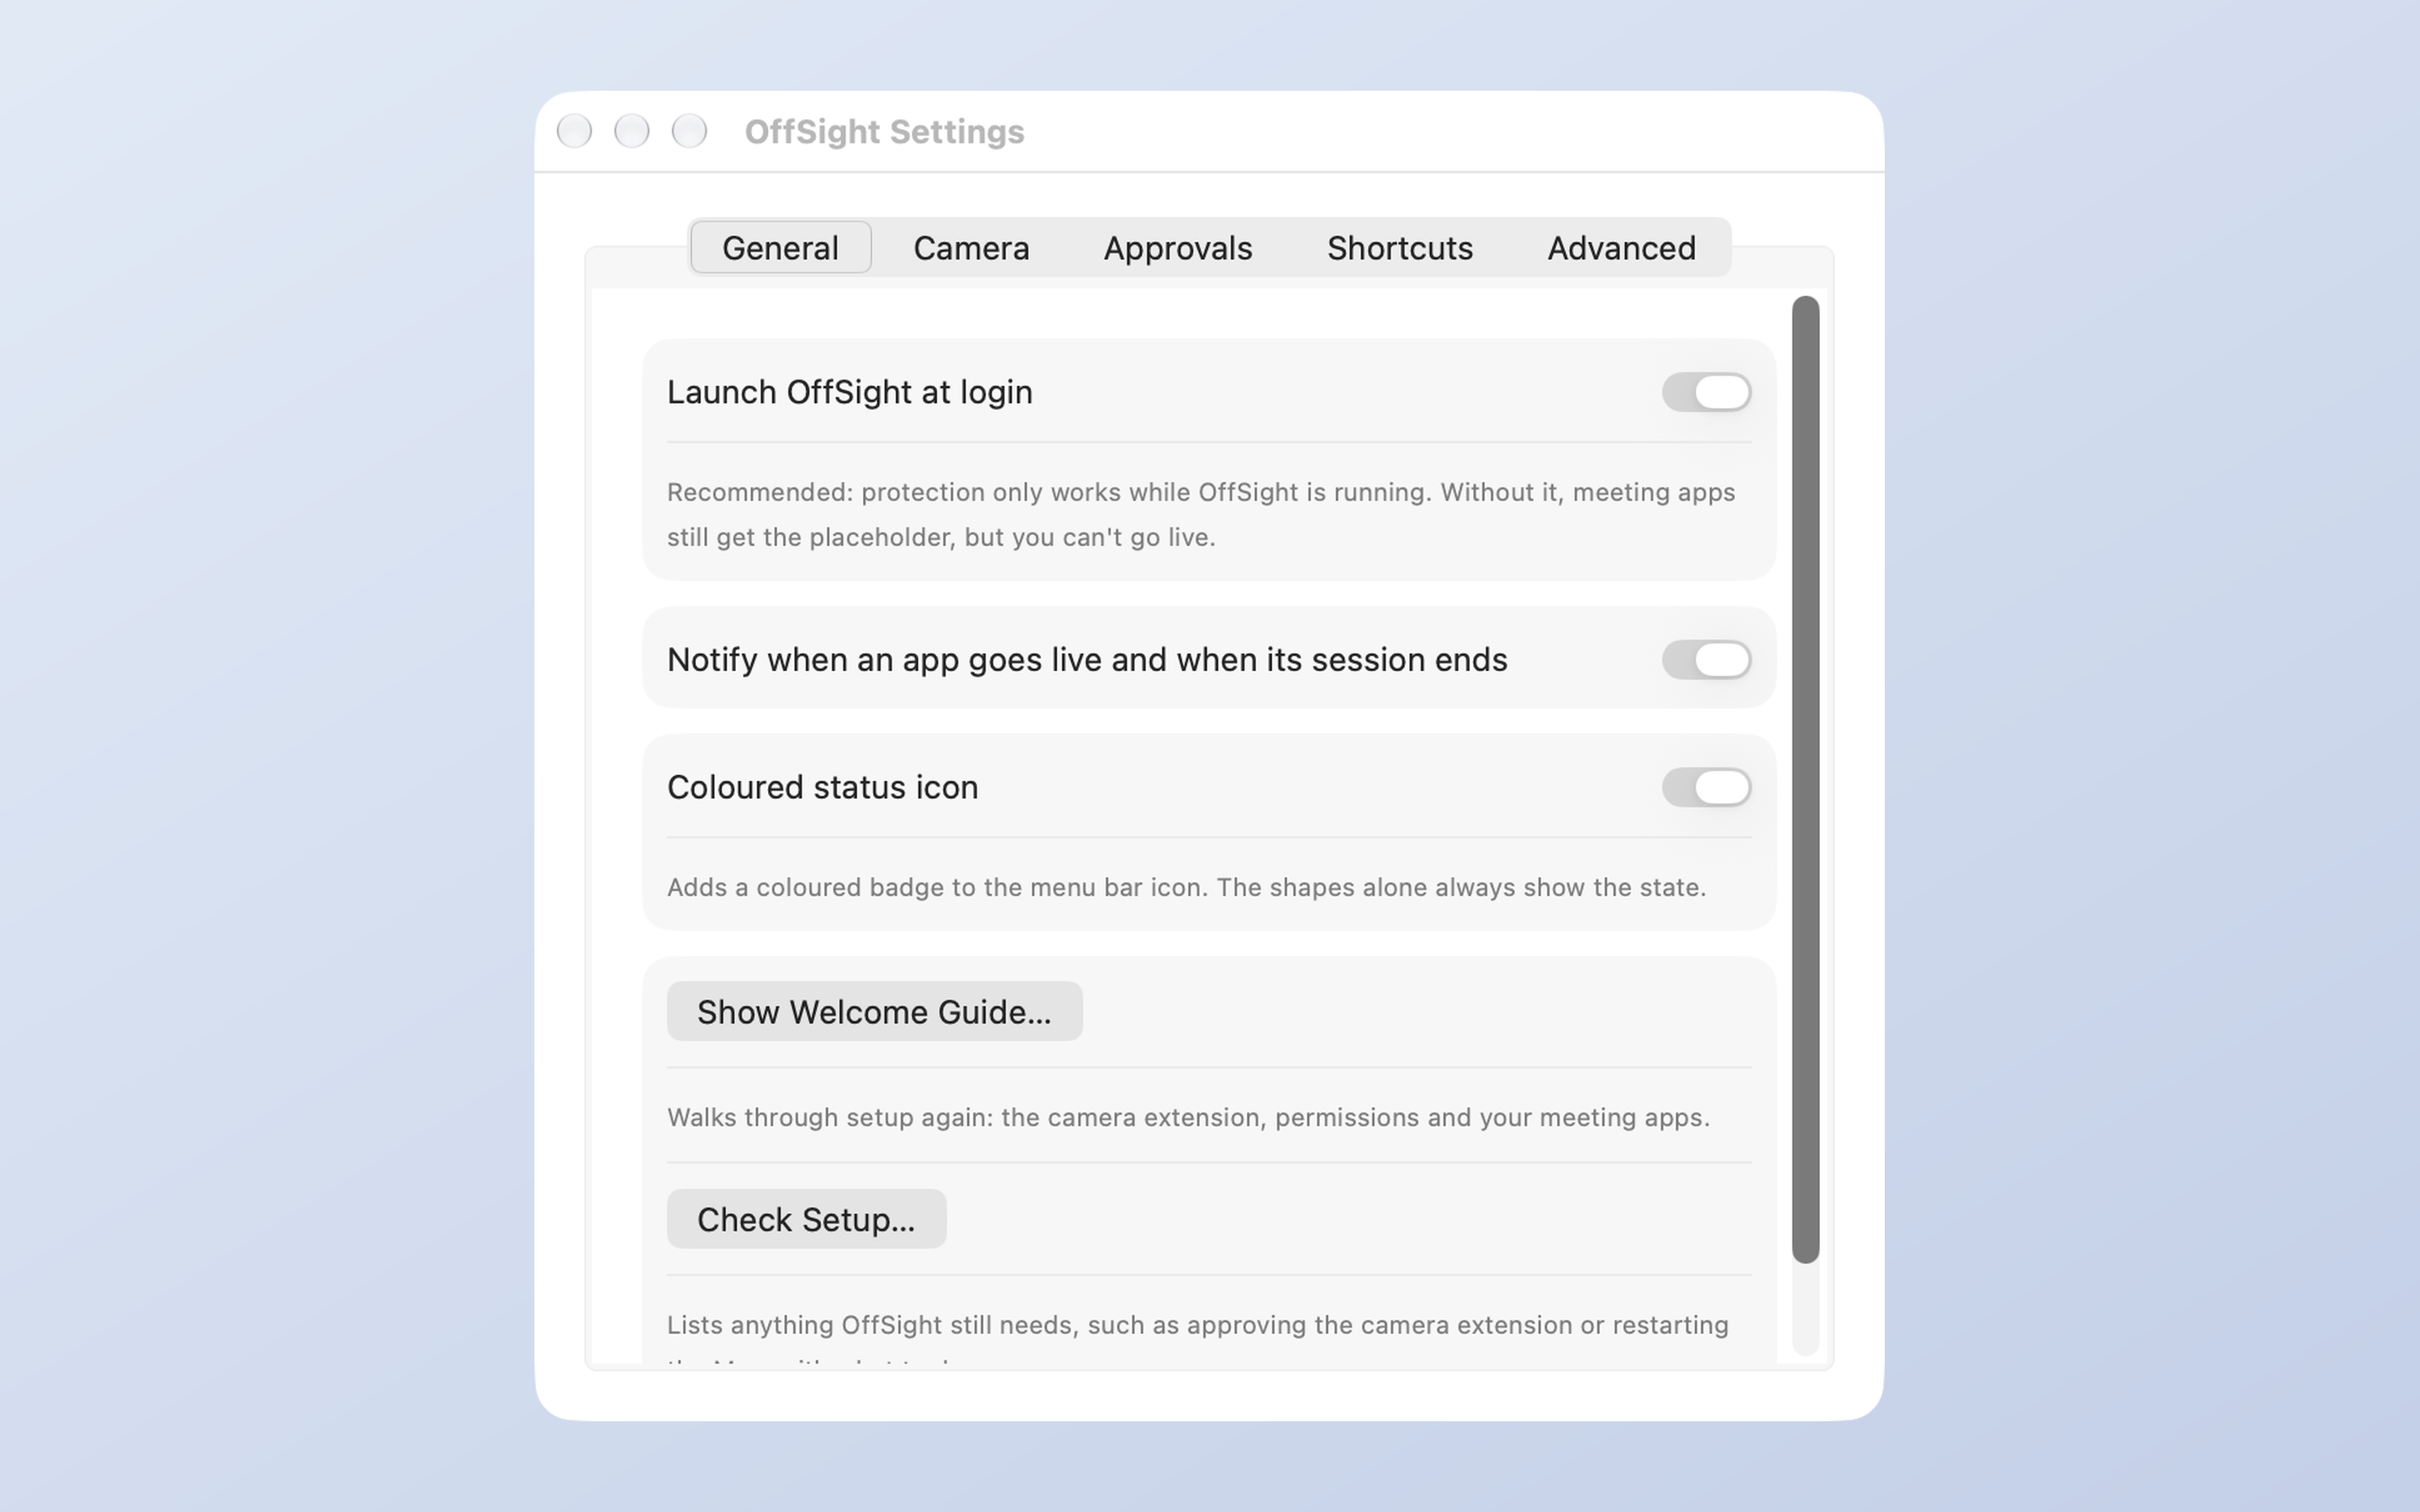 OffSight Settings
General
Camera
Approvals
Shortcuts
Advanced
Launch OffSight at login
Recommended: protection only works while OffSight is running. Without it, meeting apps
still get the placeholder, but you can't go live.
Notify when an app goes live and when its session ends
Coloured status icon
Adds a coloured badge to the menu bar icon. The shapes alone always show the state.
Show Welcome Guide...
Walks through setup again: the camera extension, permissions and your meeting apps.
Check Setup...
Lists anything OffSight still needs, such as approving the camera extension or restarting